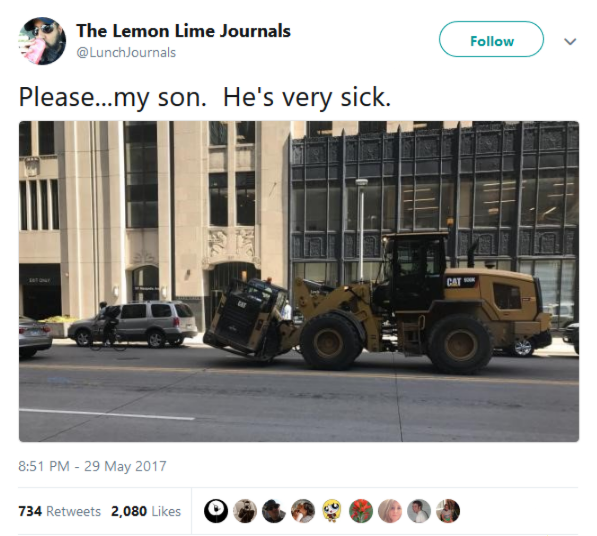 The Lemon Lime Journals
@LunchJournals
Follow
Please...my son.  He's very sick.
CAT
CAT
8:51 PM - 29 May 2017
734 Retweets 2,080 Likes